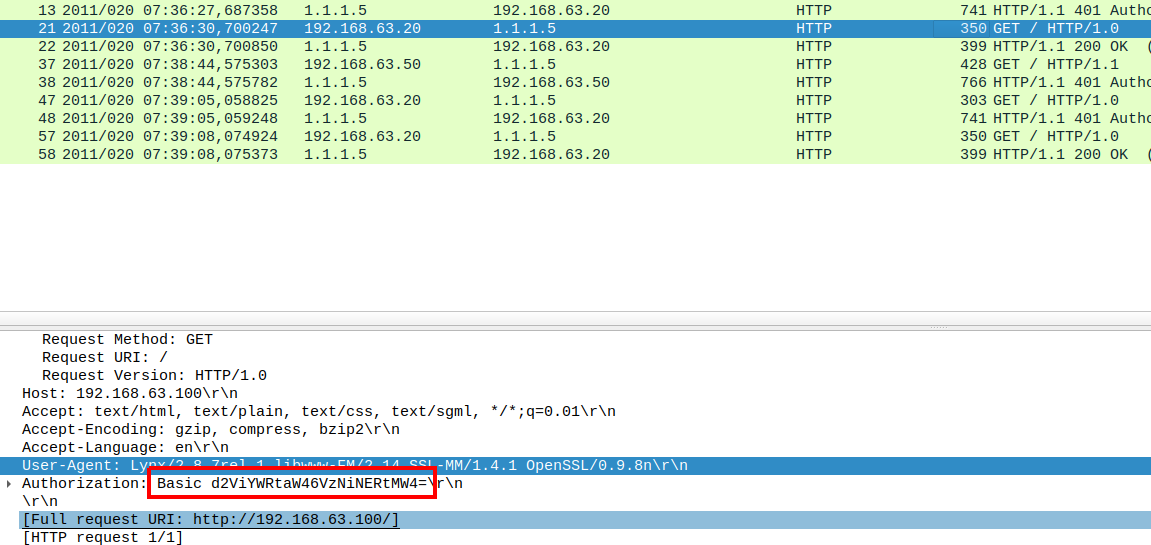 13 2011/020 07:36:27,687358 1.1.1.5 192.168.63.20 HTTP 741 HTTP/1.1 401 Autho
21 2011/020 07:36:30,700247 192.168.63.20 1.1.1.5 HTTP 350 GET / HTTP/1.0
22 2011/020 07:36:30,700850 1.1.1.5 192.168.63.20 HTTP 399 HTTP/1.1 200 OK (
37 2011/020 07:38:44,575303 192.168.63.50 1.1.1.5 HTTP 428 GET / HTTP/1.1
38 2011/020 07:38:44,575782 1.1.1.5 192.168.63.50 HTTP 766 HTTP/1.1 401 Autho
47 2011/020 07:39:05,058825 192.168.63.20 1.1.1.5 HTTP 303 GET / HTTP/1.0
48 2011/020 07:39:05,059248 1.1.1.5 192.168.63.20 HTTP 741 HTTP/1.1 401 Autho
57 2011/020 07:39:08,074924 192.168.63.20 1.1.1.5 HTTP 350 GET / HTTP/1.0
58 2011/020 07:39:08,075373 1.1.1.5 192.168.63.20 HTTP 399 HTTP/1.1 200 OK (
Request Method: GET
Request URI: /
Request Version: HTTP/1.0
Host: 192.168.63.100\r\n
Accept: text/html, text/plain, text/css, text/sgml, */*;q=0.01\r\n
Accept-Encoding: gzip, compress, bzip2\r\n
Accept-Language: en\r\n
User-Agent: Lynx/2.8.7rel.1 libwww-FM/2.14 SSL-MM/1.4.1 OpenSSL/0.9.8n\r\n
Authorization: Basic d2ViYWRtaW46VzNiNERtMW4=\r\n
\r\n
[Full request URI: http://192.168.63.100/]
[HTTP request 1/1]